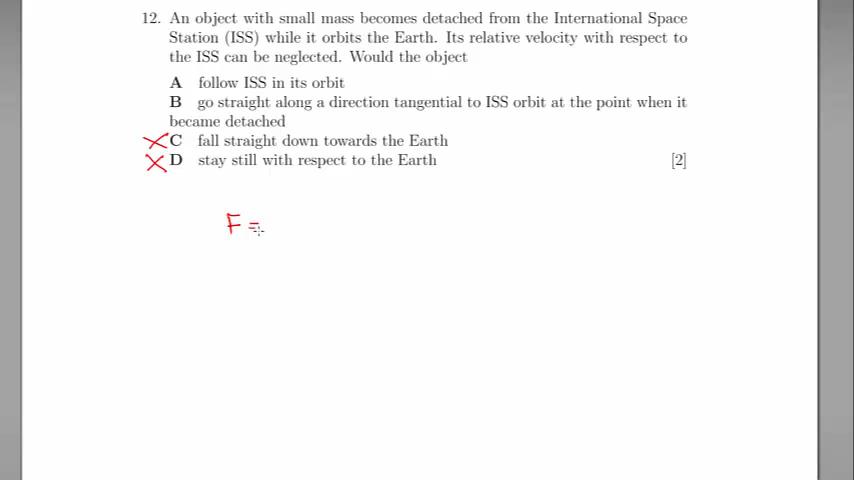 12. An object with small mass becomes detached from the International Space
Station (ISS) while it orbits the Earth. Its relative velocity with respect to
the ISS can be neglected. Would the object
A follow ISS in its orbit
B go straight along a direction tangential to ISS orbit at the point when it
became detached
C fall straight down towards the Earth
D stay still with respect to the Earth [2]
F =